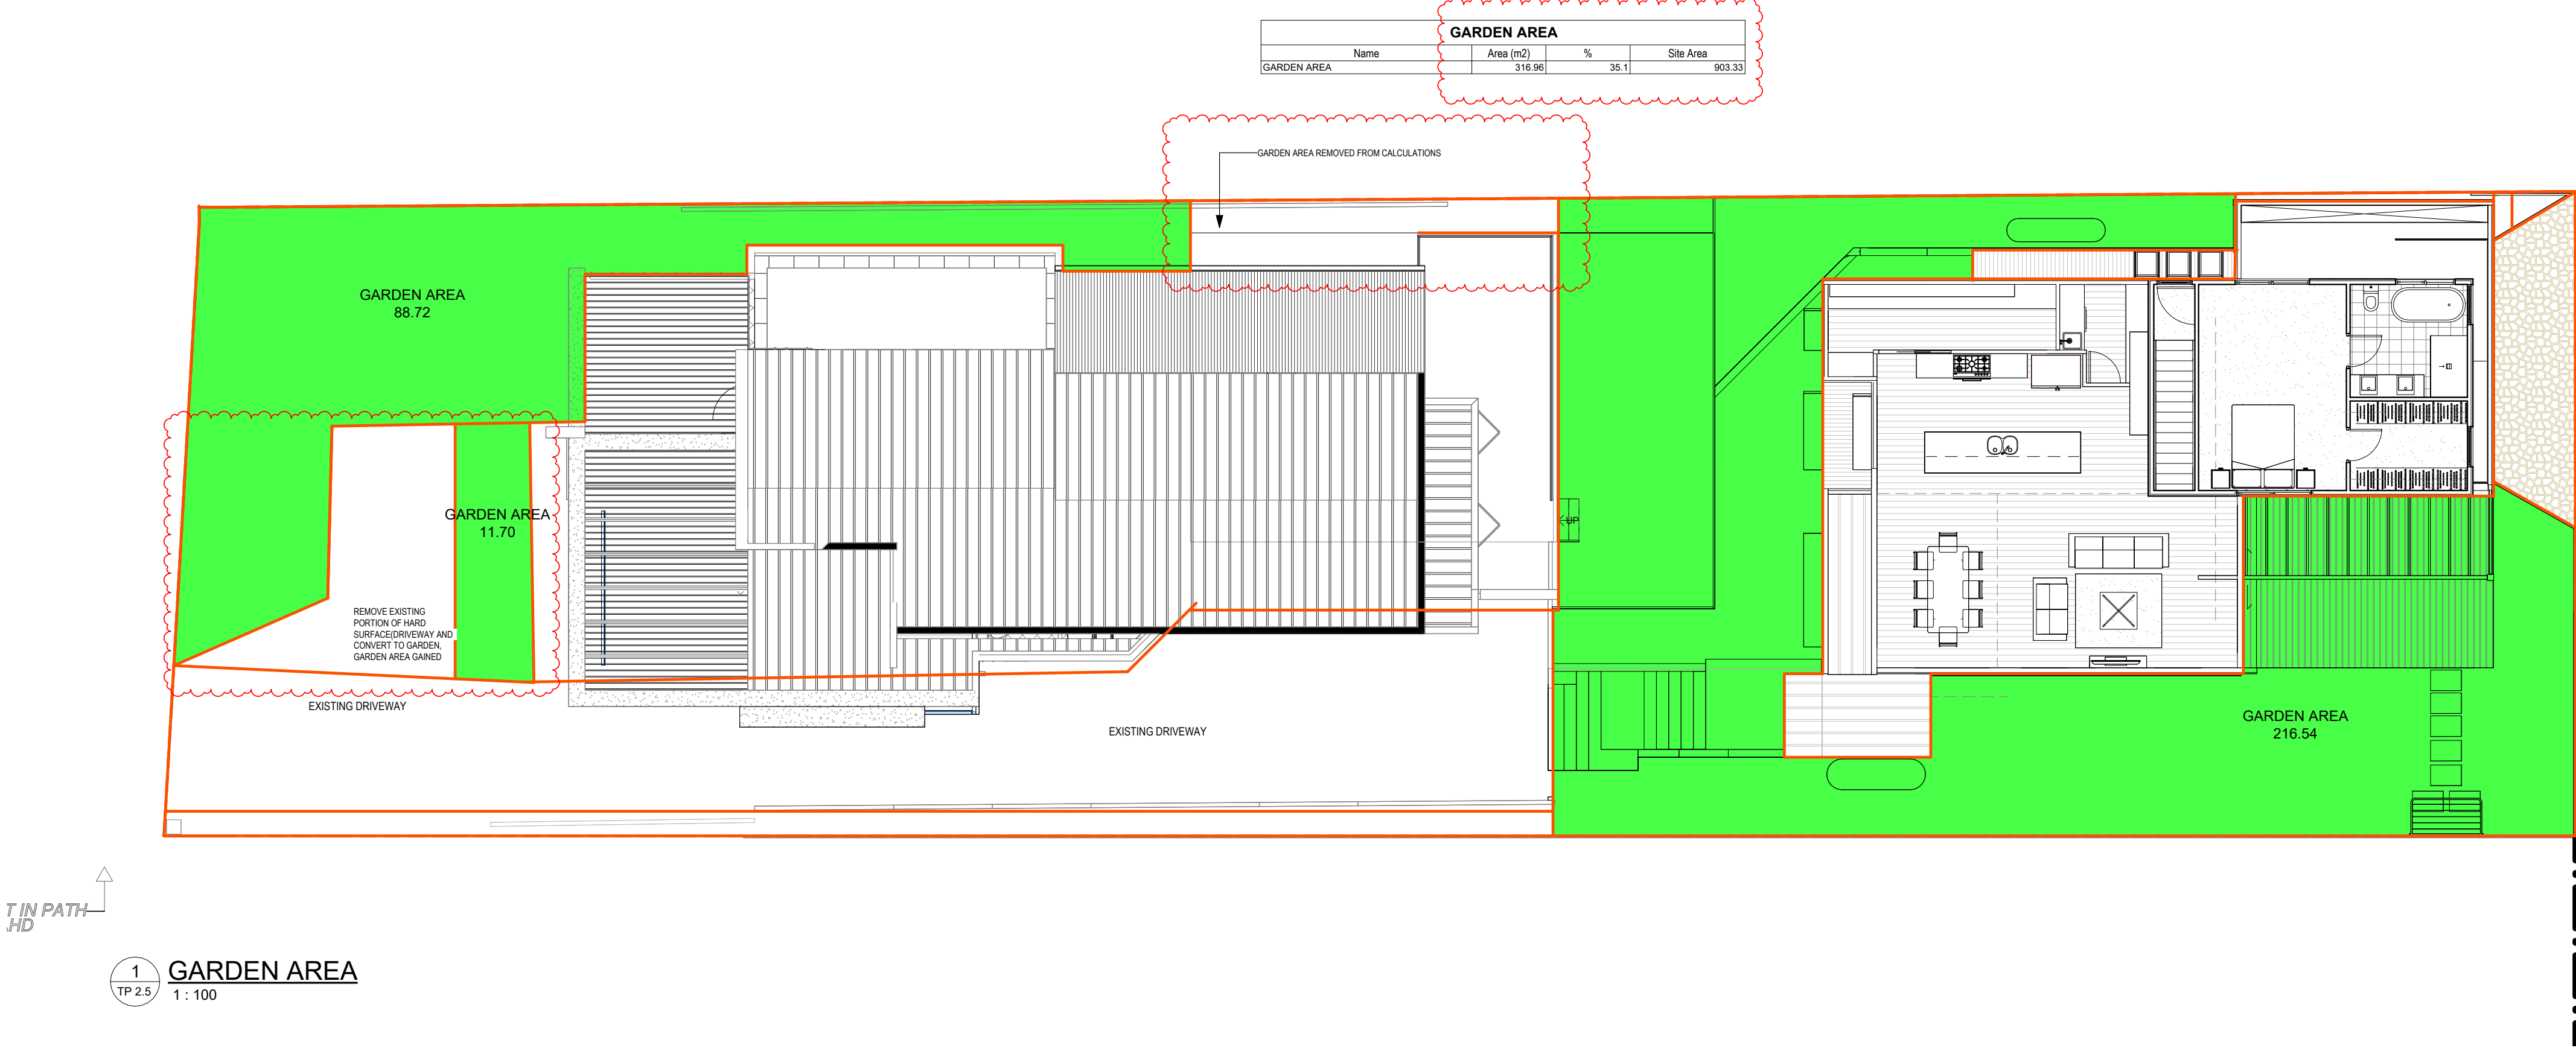 GARDEN AREA
Name Area (m2) % Site Area
GARDEN AREA 316.96 35.1 903.33
GARDEN AREA REMOVED FROM CALCULATIONS
GARDEN AREA
88.72
GARDEN AREA
11.70
UP
REMOVE EXISTING
PORTION OF HARD
SURFACE(DRIVEWAY AND
CONVERT TO GARDEN,
GARDEN AREA GAINED
EXISTING DRIVEWAY
EXISTING DRIVEWAY
GARDEN AREA
216.54
T IN PATH
.HD
1
TP 2.5
GARDEN AREA
1 : 100